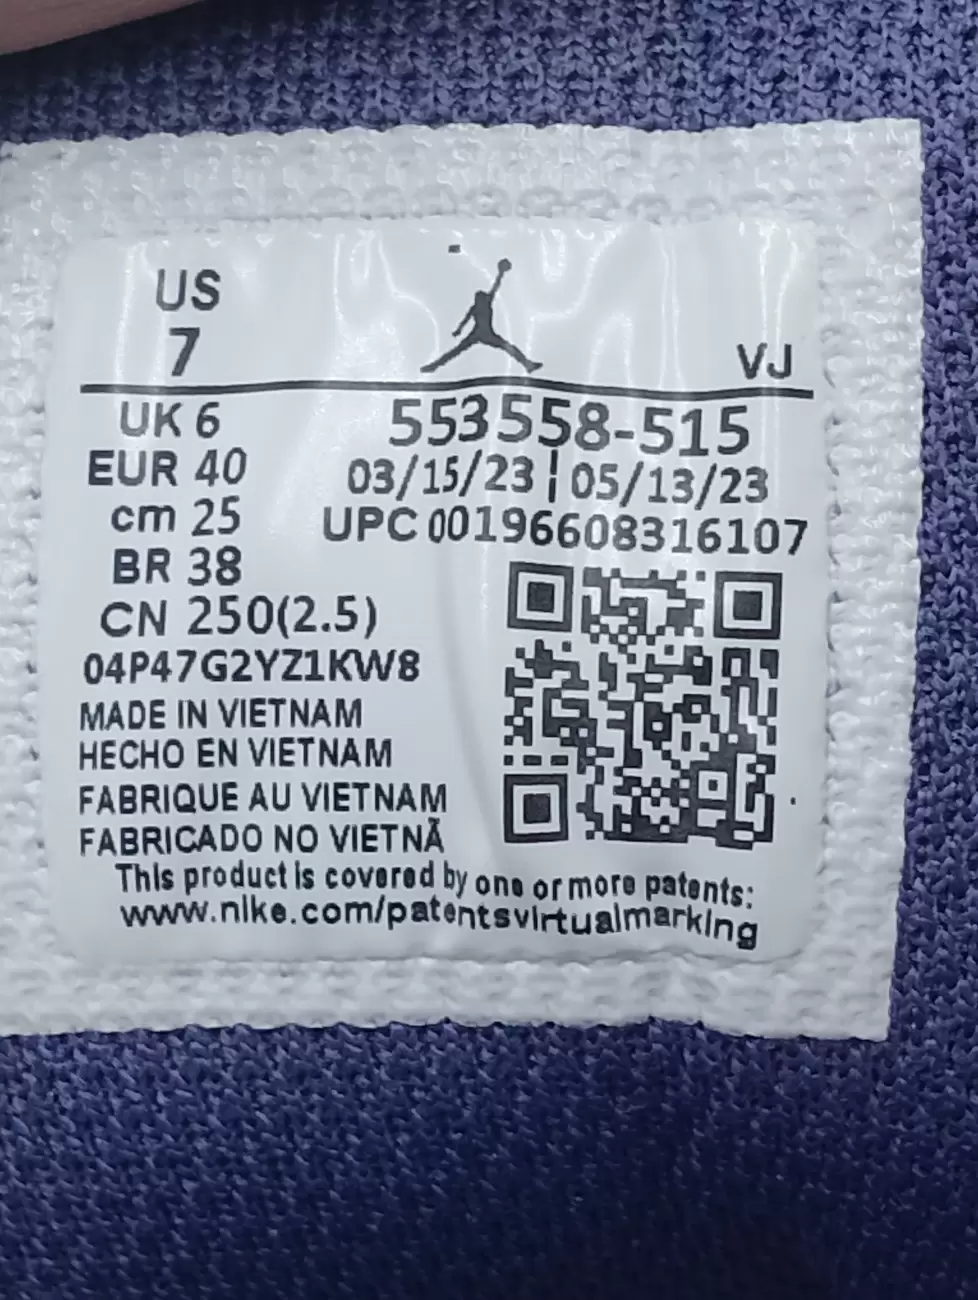 US
7
VJ
UK 6
EUR 40
cm 25
BR 38
CN 250(2.5)
553558-515
03/15/23 | 05/13/23
UPC 00196608316107
04P47G2YZ1KW8
MADE IN VIETNAM
HECHO EN VIETNAM
FABRIQUE AU VIETNAM
FABRICADO NO VIETNÃ
This product is covered by one or more patents:
www.nike.com/patentsvirtualmarking